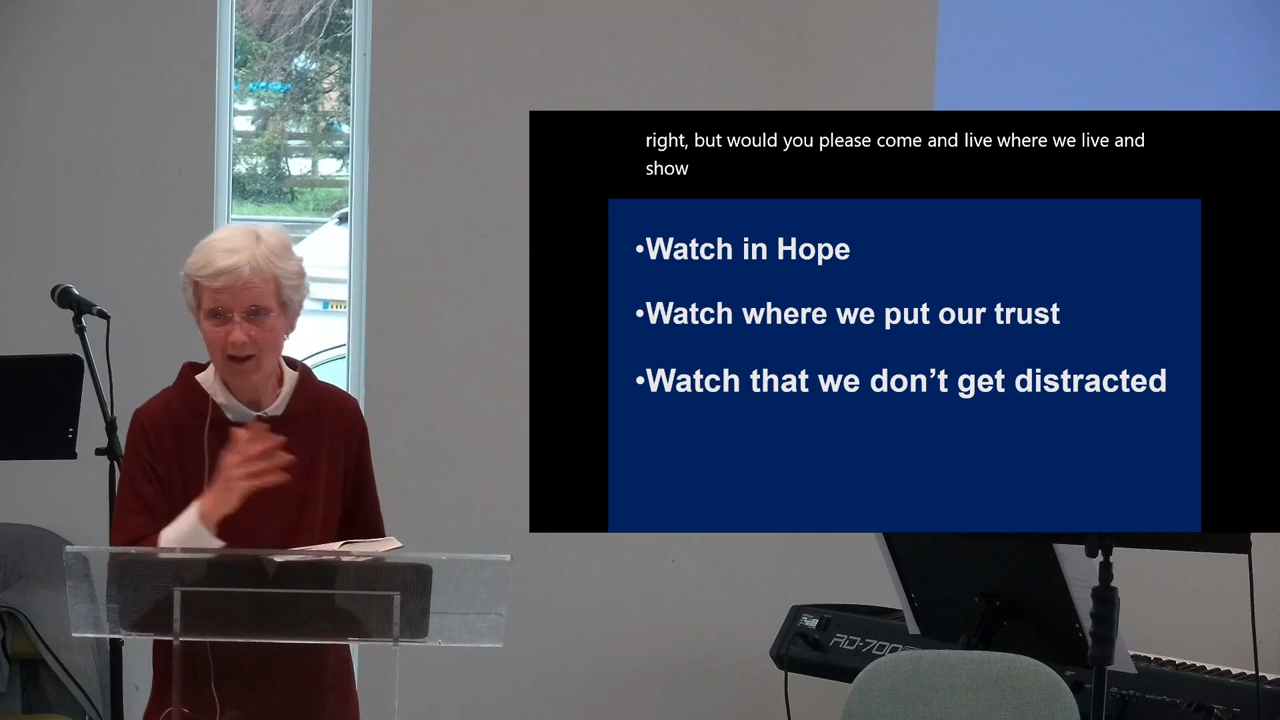 right, but would you please come and live where we live and
show
•Watch in Hope
•Watch where we put our trust
•Watch that we don’t get distracted
RD-700